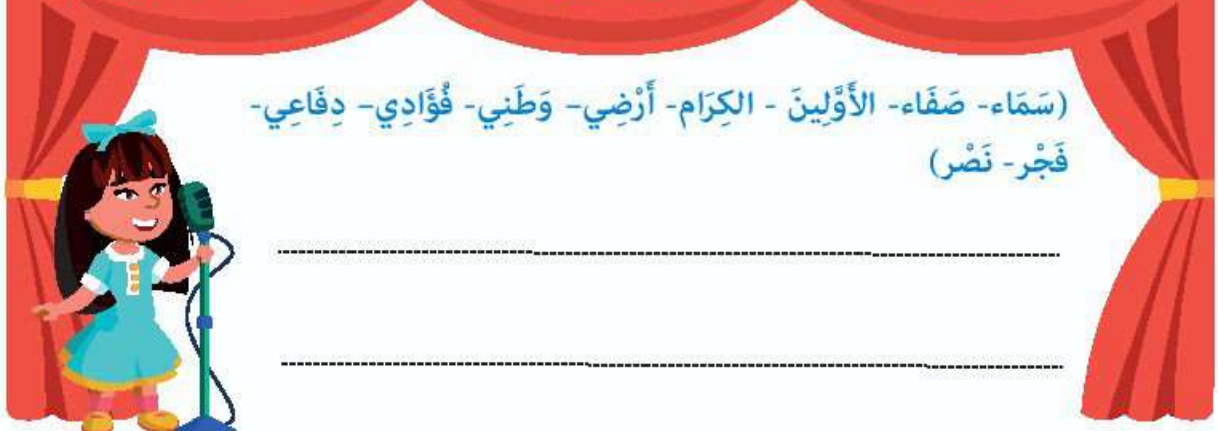 (سَمَاء- صَفَاء- الأَوَّلِينَ - الكِرَام- أَرْضِي- وَطَنِي- فُؤَادِي- دِفَاعِي-
فَجْر- نَصْر)